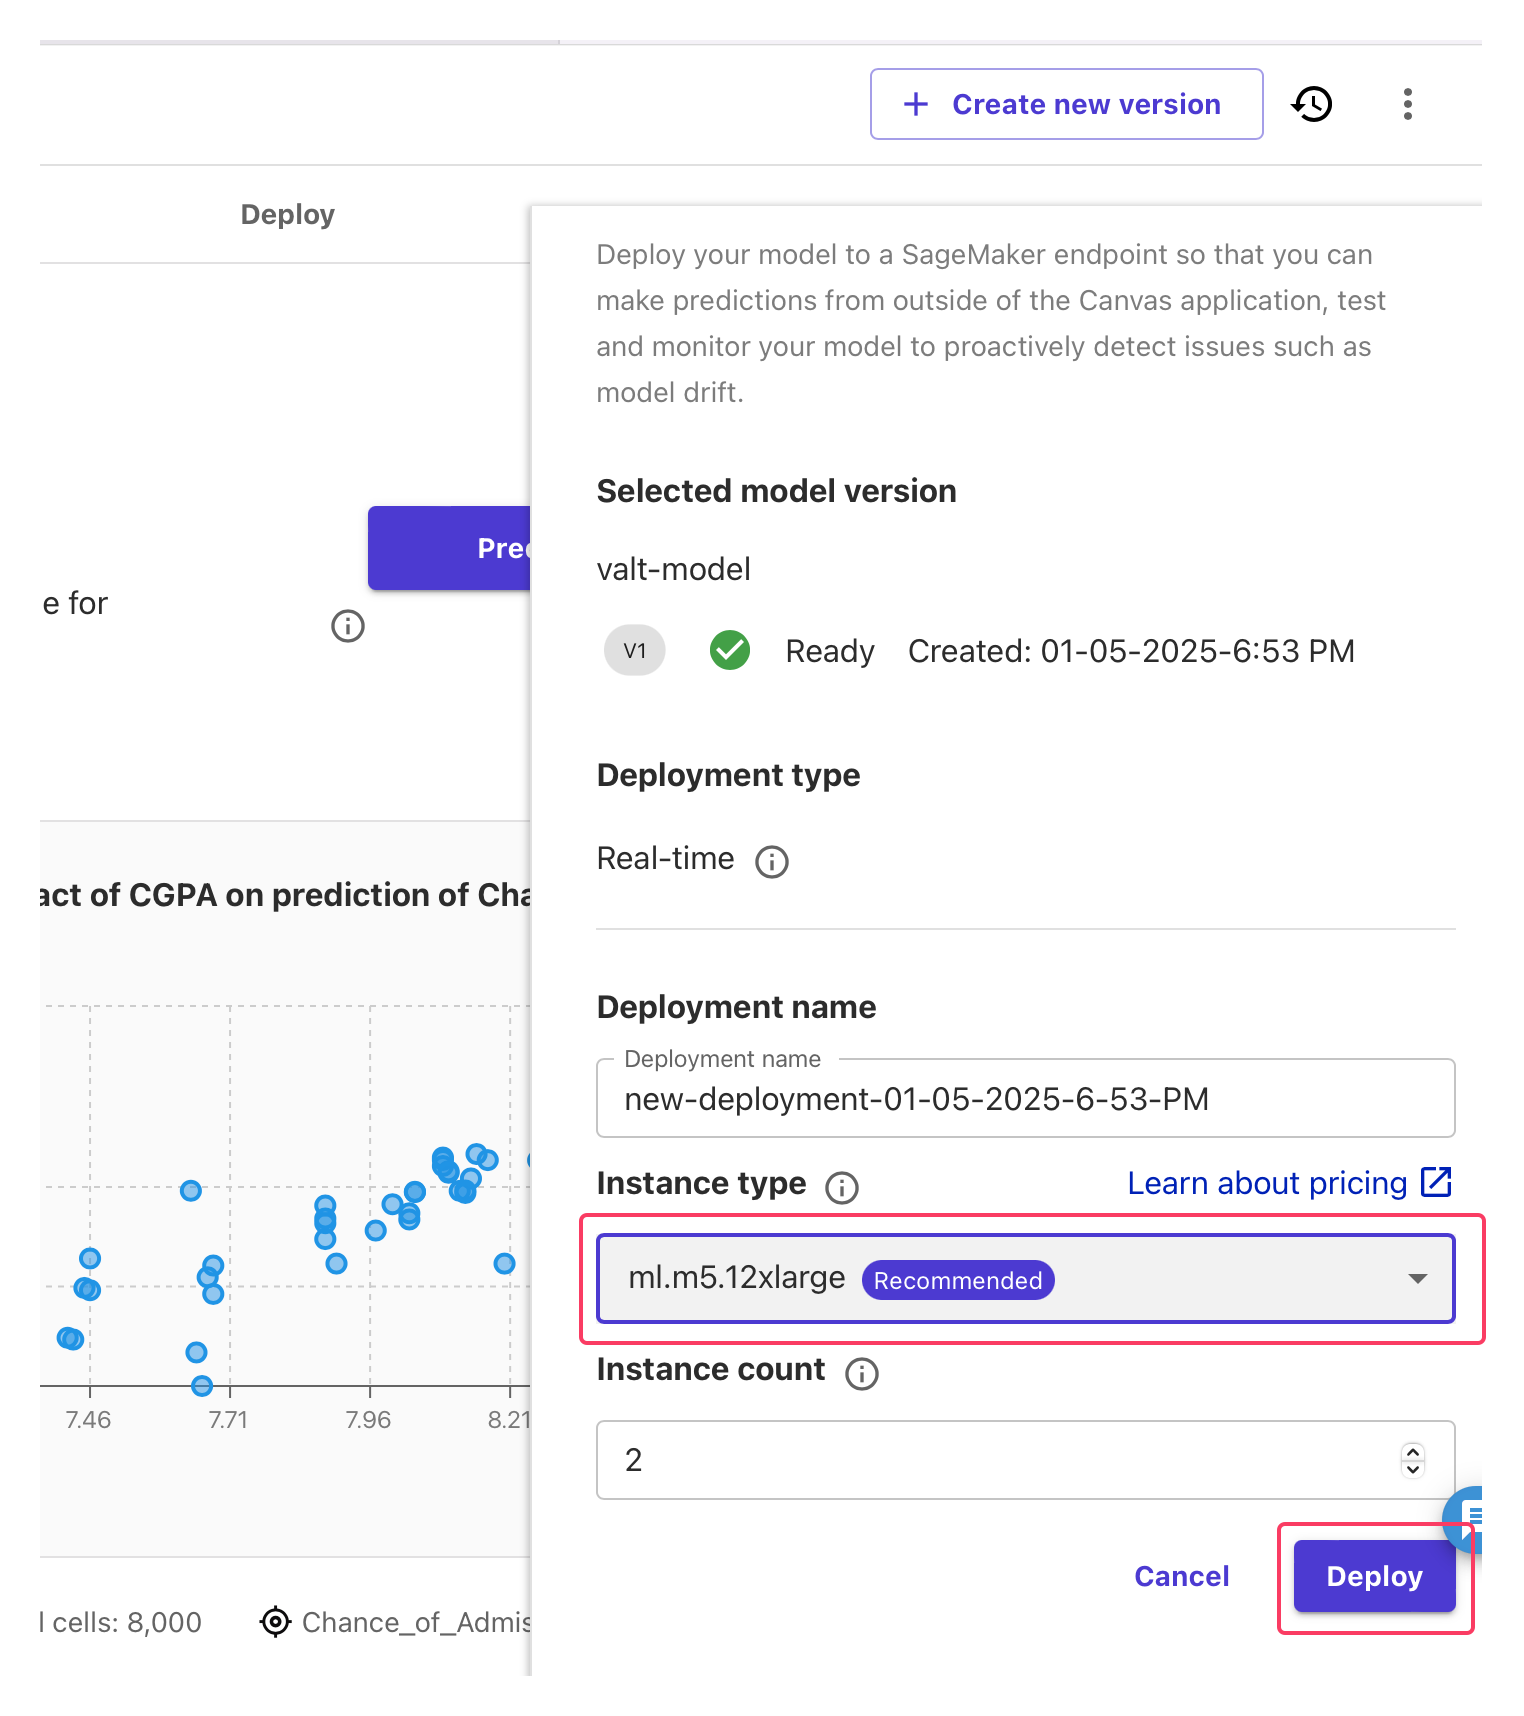 Create new version
Deploy
Deploy your model to a SageMaker endpoint so that you can
make predictions from outside of the Canvas application, test
and monitor your model to proactively detect issues such as
model drift.
Selected model version
valt-model
V1 Ready Created: 01-05-2025-6:53 PM
Deployment type
Real-time
Deployment name
Deployment name
new-deployment-01-05-2025-6-53-PM
Instance type Learn about pricing
ml.m5.12xlarge Recommended
Instance count
2
Cancel Deploy
Pred
e for
act of CGPA on prediction of Cha
7.46 7.71 7.96 8.21
l cells: 8,000 Chance_of_Admis